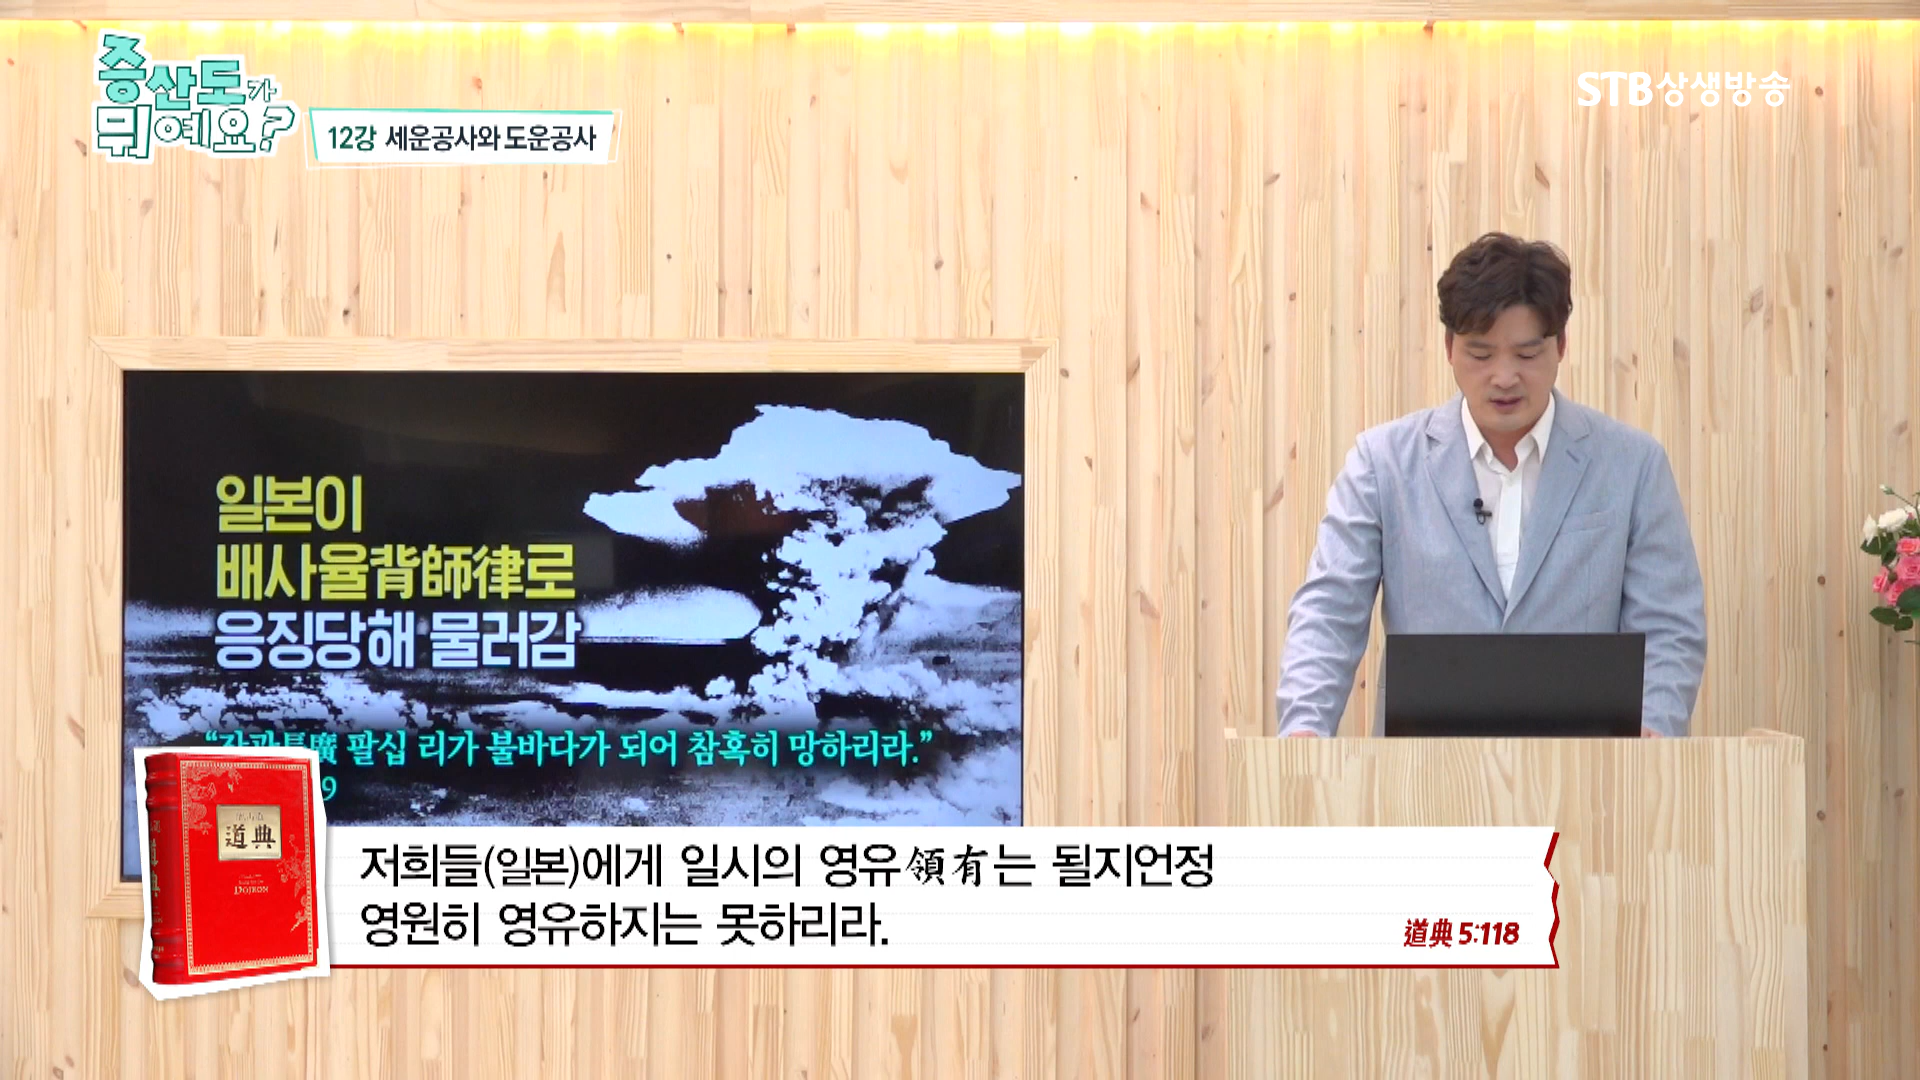 증산도가
뭐예요?
12강 세운공사와 도운공사
STB상생방송
일본이
배사율背師律로
응징당해 물러감
廣 팔십 리가 불바다가 되어 참혹히 망하리라.”
9
道典
DOJEON
저희들(일본)에게 일시의 영유領有는 될지언정
영원히 영유하지는 못하리라.
道典 5:118